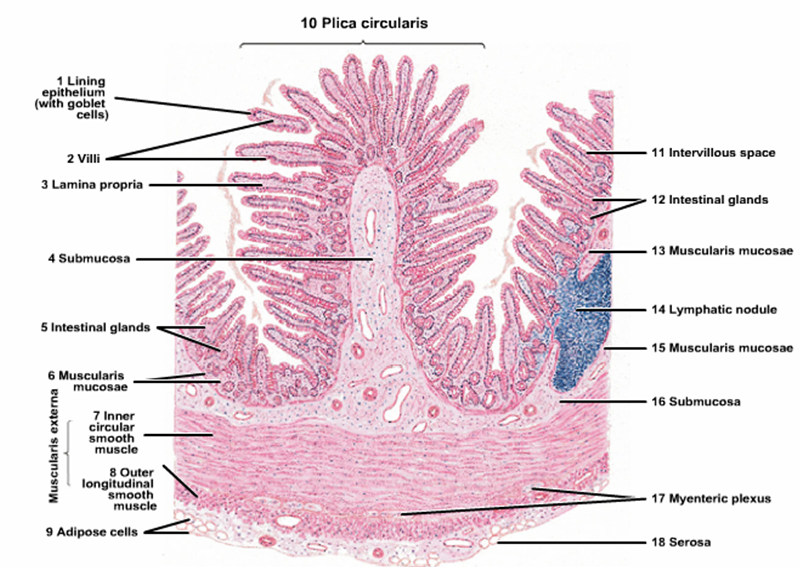 10 Plica circularis
1 Lining
epithelium
(with goblet
cells)
2 Villi
3 Lamina propria
4 Submucosa
5 Intestinal glands
6 Muscularis
mucosae
Muscularis externa
7 Inner
circular
smooth
muscle
8 Outer
longitudinal
smooth
muscle
9 Adipose cells
11 Intervillous space
12 Intestinal glands
13 Muscularis mucosae
14 Lymphatic nodule
15 Muscularis mucosae
16 Submucosa
17 Myenteric plexus
18 Serosa